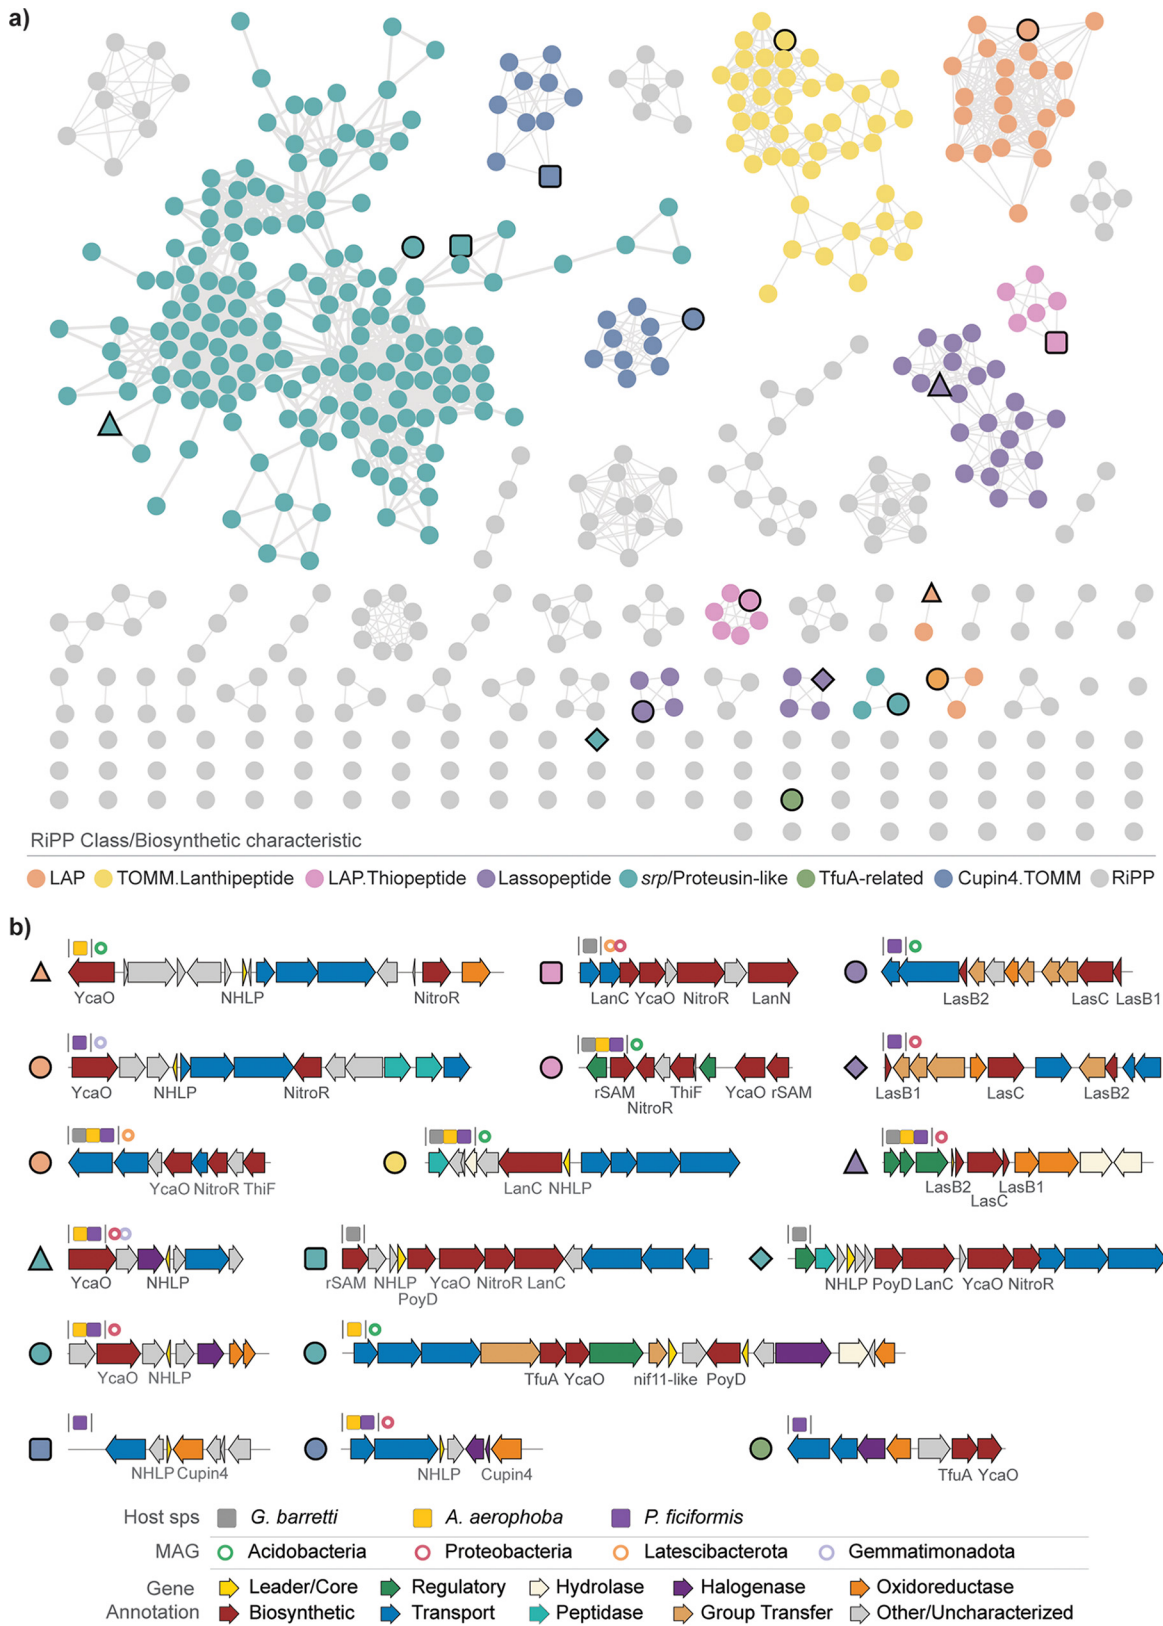 a)
RiPP Class/Biosynthetic characteristic
LAP TOMM.Lanthipeptide LAP.Thiopeptide Lassopeptide srp/Proteusin-like TfuA-related Cupin4.TOMM RiPP
b)
YcaO NHLP NitroR
LanC YcaO NitroR LanN
LasB2 LasC LasB1
YcaO NHLP NitroR
rSAM NitroR ThiF YcaO rSAM
LasB1 LasC LasB2
YcaO NitroR ThiF
LanC NHLP
LasB2 LasC LasB1
YcaO NHLP
rSAM NHLP PoyD YcaO NitroR LanC
NHLP PoyD LanC YcaO NitroR
YcaO NHLP
TfuA YcaO nif11-like PoyD
NHLP Cupin4
NHLP Cupin4
TfuA YcaO
Host sps G. barretti A. aerophoba P. ficiformis
MAG Acidobacteria Proteobacteria Latescibacterota Gemmatimonadota
Gene Leader/Core Regulatory Hydrolase Halogenase Oxidoreductase
Annotation Biosynthetic Transport Peptidase Group Transfer Other/Uncharacterized